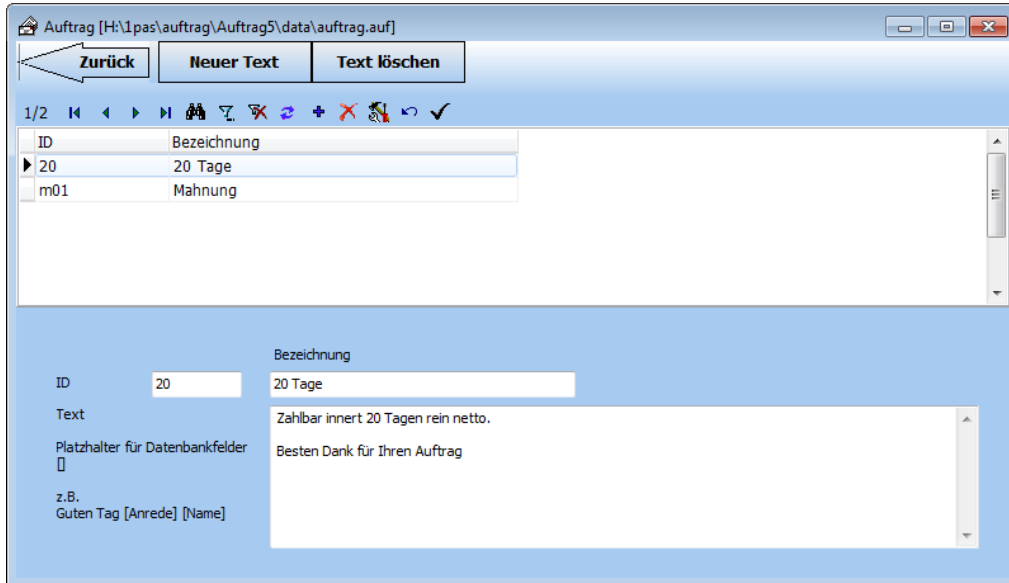 Auftrag [H:\1pas\auftrag\Auftrag5\data\auftrag.auf]
Zurück Neuer Text Text löschen
1/2
ID Bezeichnung
20 20 Tage
m01 Mahnung
Bezeichnung
ID 20 20 Tage
Text Zahlbar innert 20 Tagen rein netto.
Platzhalter für Datenbankfelder Besten Dank für Ihren Auftrag
[]
z.B.
Guten Tag [Anrede] [Name]